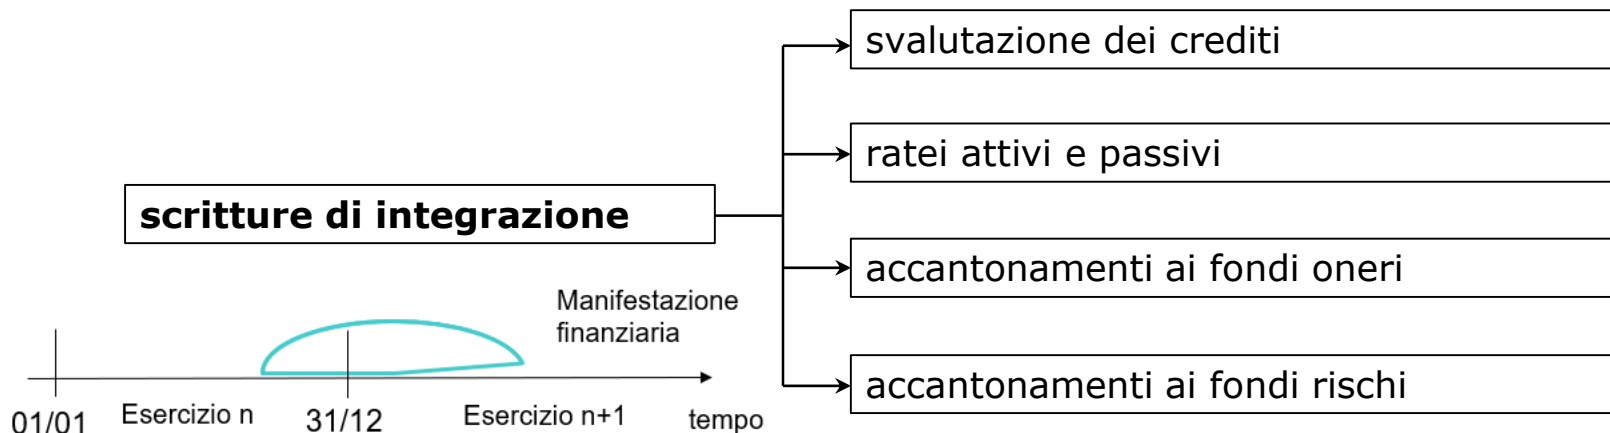 svalutazione dei crediti
ratei attivi e passivi
scritture di integrazione
accantonamenti ai fondi oneri
Manifestazione
finanziaria
accantonamenti ai fondi rischi
01/01 Esercizio n 31/12 Esercizio n+1 tempo